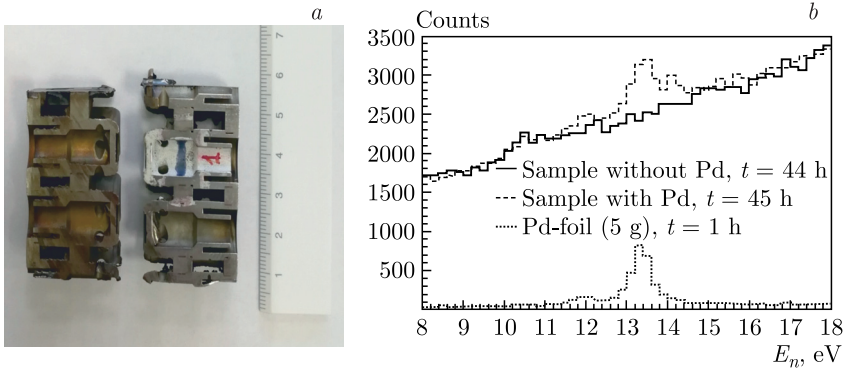 a
7
6
5
4
3
2
1
1
Counts
b
3500
3000
2500
2000
1500
1000
500
Sample without Pd, t = 44 h
Sample with Pd, t = 45 h
Pd-foil (5 g), t = 1 h
8 9 10 11 12 13 14 15 16 17 18
Eₙ, eV